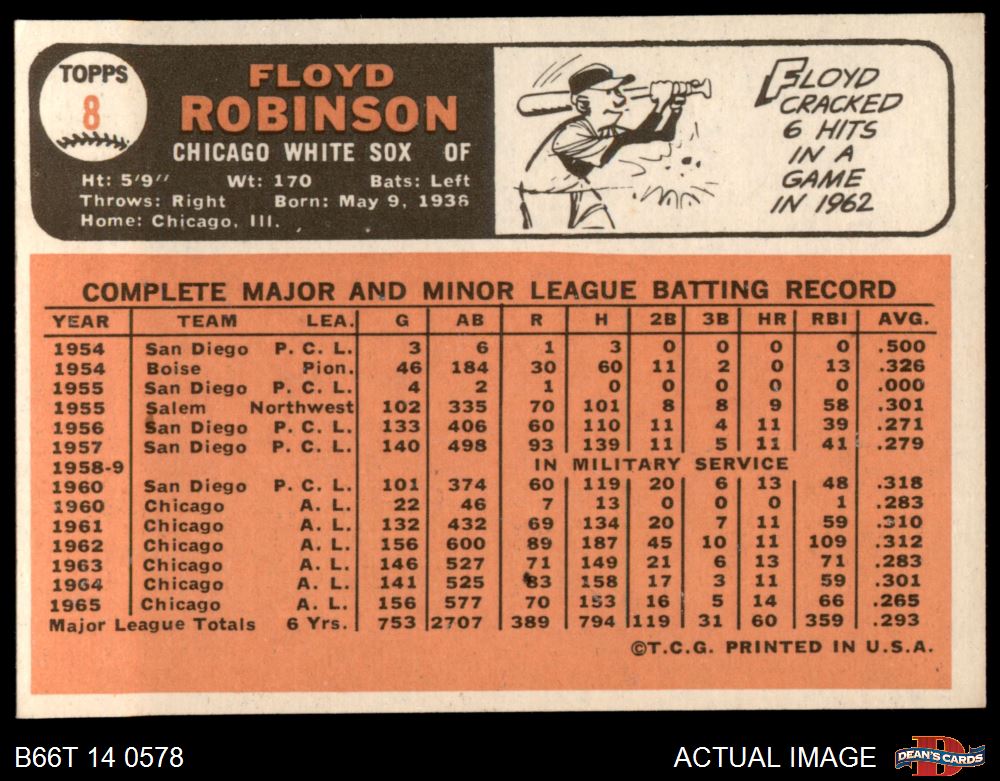 TOPPS
8
FLOYD
ROBINSON
CHICAGO WHITE SOX OF
Ht: 5'9" Wt: 170 Bats: Left
Throws: Right Born: May 9, 1936
Home: Chicago, Ill.
FLOYD
CRACKED
6 HITS
IN A
GAME
IN 1962
COMPLETE MAJOR AND MINOR LEAGUE BATTING RECORD
YEAR TEAM LEA. G AB R H 2B 3B HR RBI AVG.
1954 San Diego P. C. L. 3 6 1 3 0 0 0 0 .500
1954 Boise Pion. 46 184 30 60 11 2 0 13 .326
1955 San Diego P. C. L. 4 2 1 0 0 0 0 0 .000
1955 Salem Northwest 102 335 70 101 8 8 9 58 .301
1956 San Diego P. C. L. 133 406 60 110 11 4 11 39 .271
1957 San Diego P. C. L. 140 498 93 139 11 5 11 41 .279
1958-9 IN MILITARY SERVICE
1960 San Diego P. C. L. 101 374 60 119 20 6 13 48 .318
1960 Chicago A. L. 22 46 7 13 0 0 0 1 .283
1961 Chicago A. L. 132 432 69 134 20 7 11 59 .310
1962 Chicago A. L. 156 600 89 187 45 10 11 109 .312
1963 Chicago A. L. 146 527 71 149 21 6 13 71 .283
1964 Chicago A. L. 141 525 83 158 17 3 11 59 .301
1965 Chicago A. L. 156 577 70 153 16 5 14 66 .265
Major League Totals 6 Yrs. 753 2707 389 794 119 31 60 359 .293
©T.C.G. PRINTED IN U.S.A.
B66T 14 0578 ACTUAL IMAGE DEAN'S CARDS